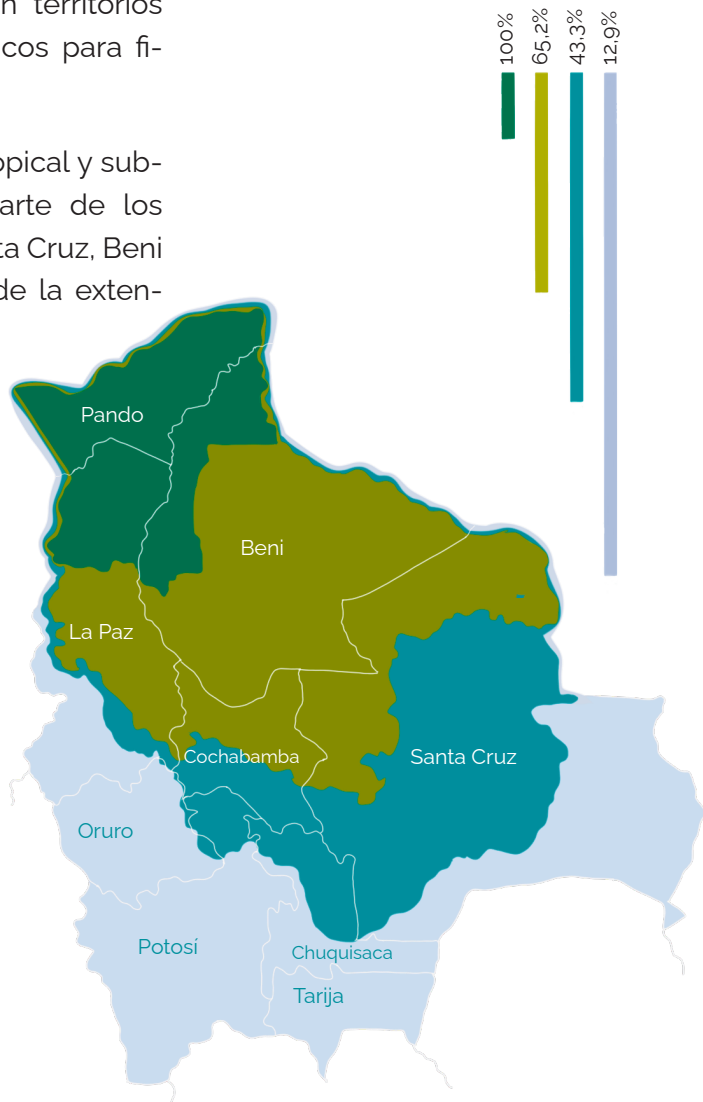 n territorios
cos para fi-
opical y sub-
arte de los
ta Cruz, Beni
de la exten-
100%
65,2%
43,3%
12,9%
Pando
Beni
La Paz
Cochabamba
Santa Cruz
Oruro
Potosí
Chuquisaca
Tarija